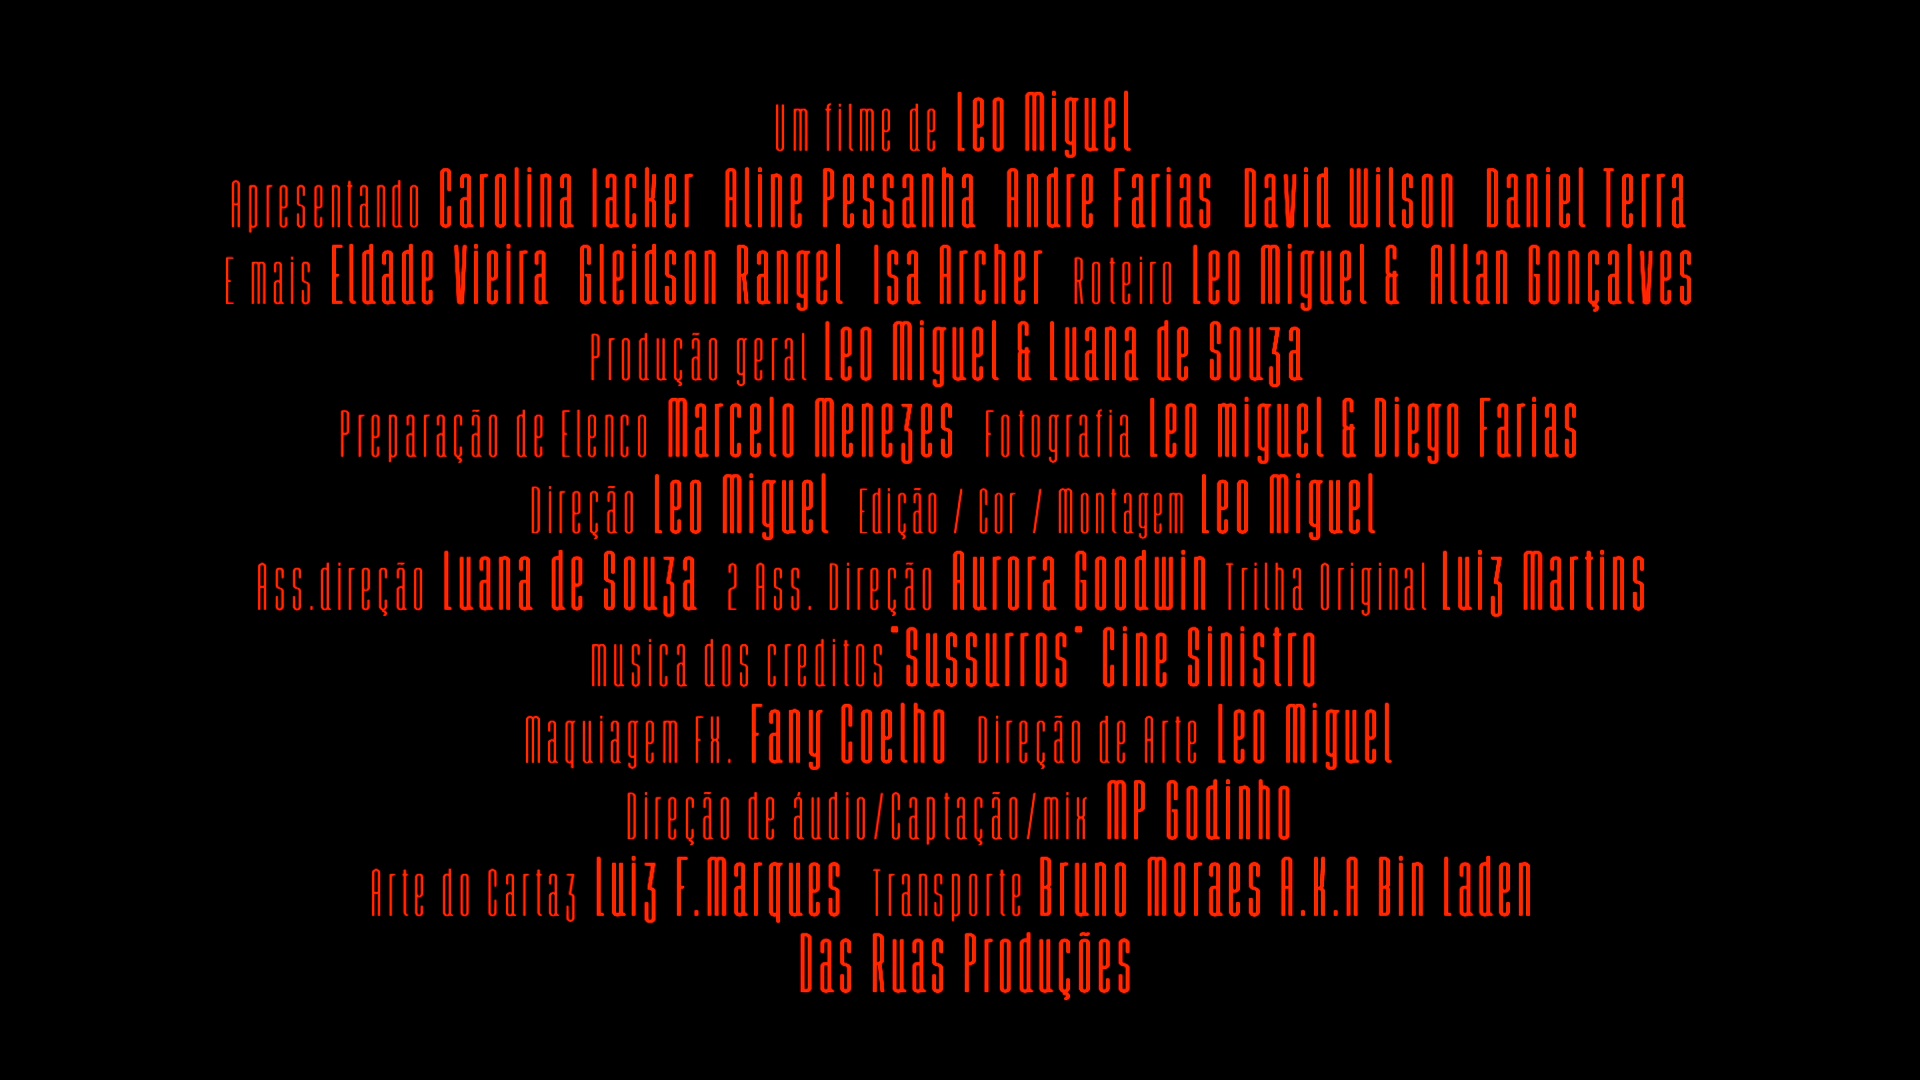 Um filme de Leo Miguel
Apresentando Carolina Iacker Aline Pessanha Andre Farias David Wilson Daniel Terra
E mais Eldade Vieira Gleidson Rangel Isa Archer Roteiro Leo Miguel & Allan Gonçalves
Produção geral Leo Miguel & Luana de Souza
Preparação de Elenco Marcelo Menezes Fotografia Leo miguel & Diego Farias
Direção Leo Miguel Edição / Cor / Montagem Leo Miguel
Ass.direção Luana de Souza 2 Ass. Direção Aurora Goodwin Trilha Original Luiz Martins
musica dos creditos "Sussurros" Cine Sinistro
Maquiagem FX. Fany Coelho Direção de Arte Leo Miguel
Direção de áudio/Captação/mix MP Godinho
Arte do Cartaz Luiz F.Marques Transporte Bruno Moraes A.K.A Bin Laden
Das Ruas Produções